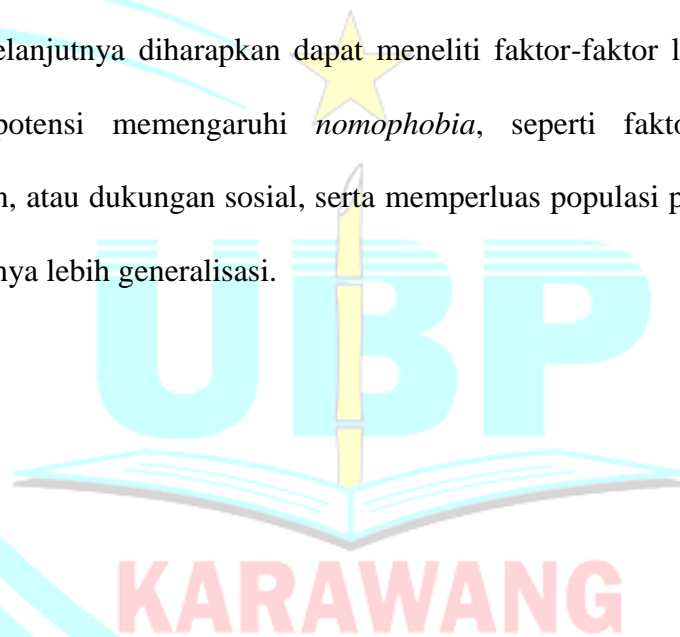 elanjutnya diharapkan dapat meneliti faktor-faktor l
potensi memengaruhi nomophobia, seperti fakto
n, atau dukungan sosial, serta memperluas populasi p
nya lebih generalisasi.
UBP
KARAWANG